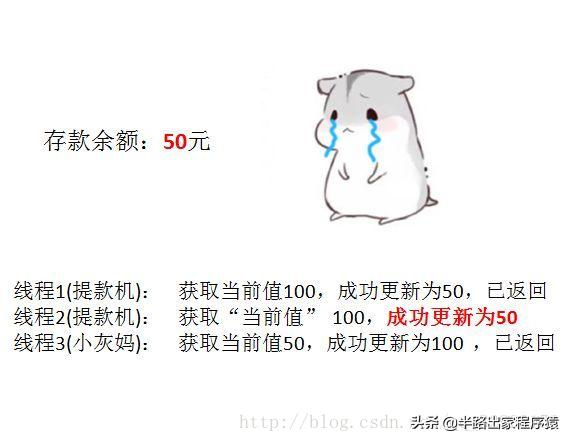 存款余额：50元
线程1(提款机)： 获取当前值100，成功更新为50，已返回
线程2(提款机)： 获取“当前值” 100，成功更新为50
线程3(小灰妈)： 获取当前值50，成功更新为100 ，已返回
http://blog.csdn.
头条 @半路出家程序猿